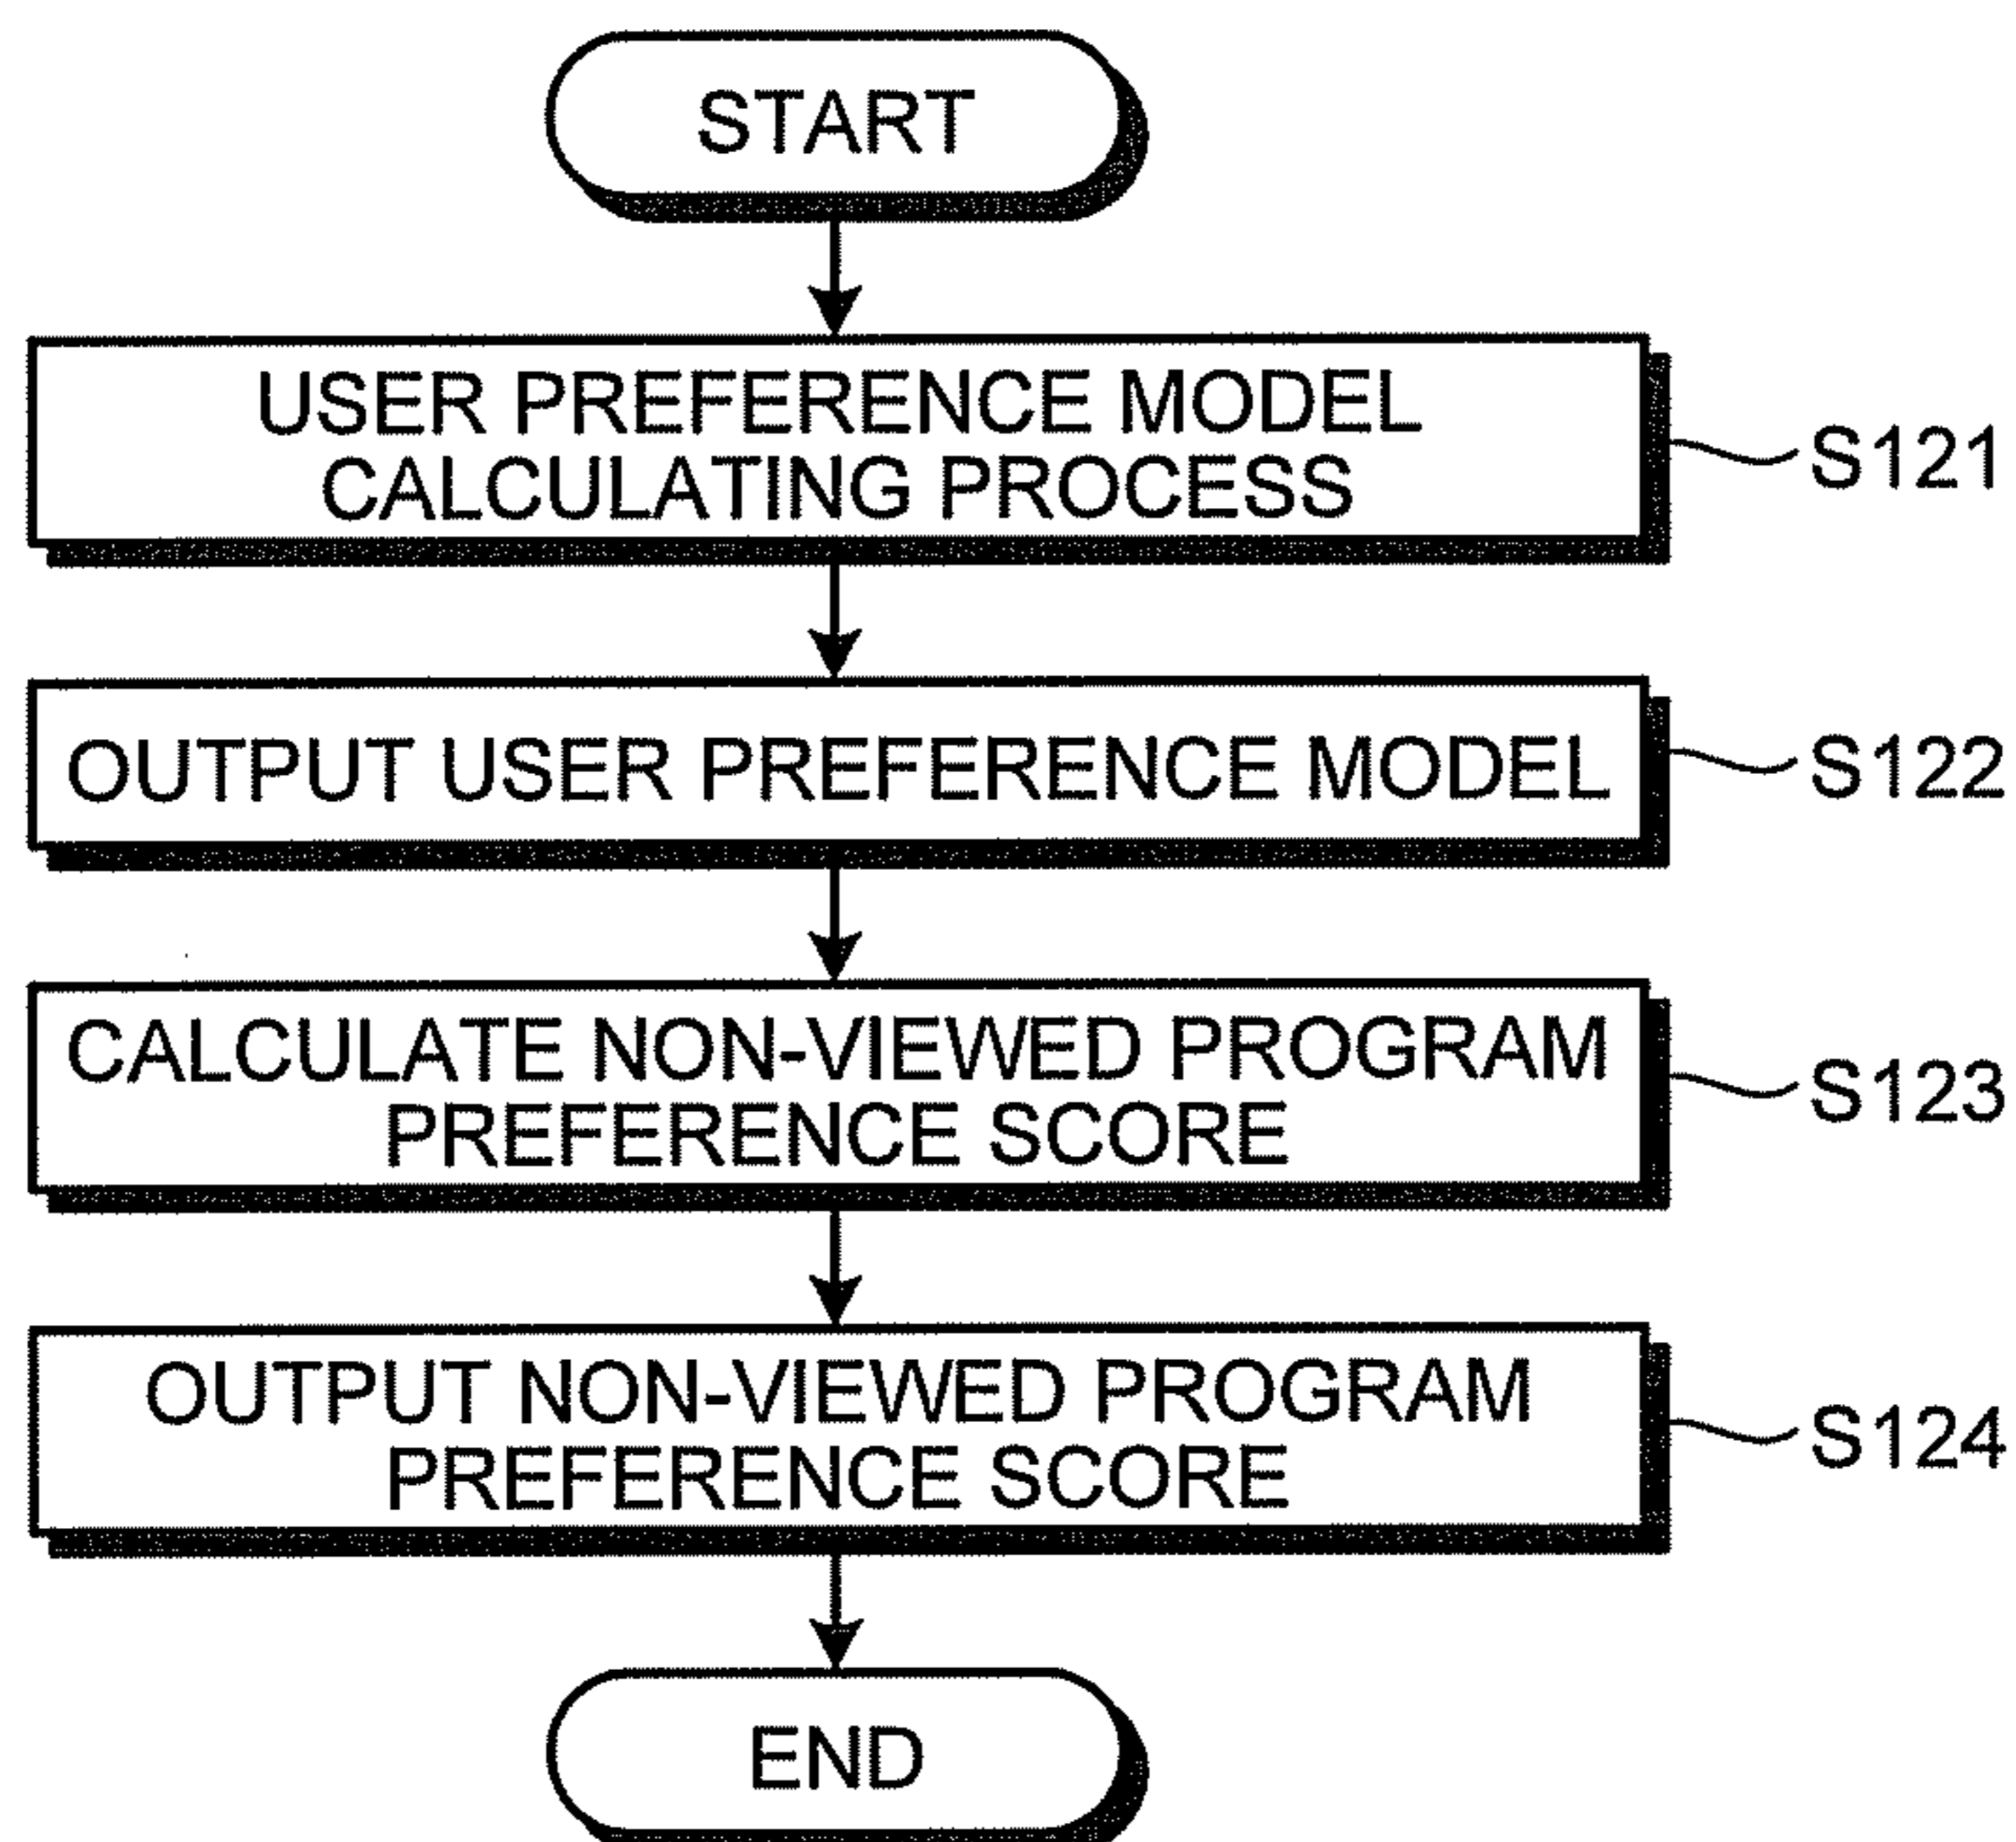 START
USER PREFERENCE MODEL
CALCULATING PROCESS
S121
OUTPUT USER PREFERENCE MODEL
S122
CALCULATE NON-VIEWED PROGRAM
PREFERENCE SCORE
S123
OUTPUT NON-VIEWED PROGRAM
PREFERENCE SCORE
S124
END